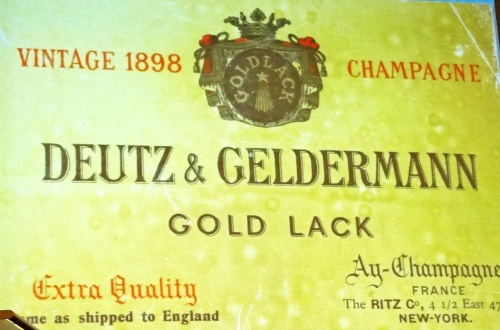 VINTAGE 1898
GOLDLACK
CHAMPAGNE
DEUTZ & GELDERMANN
GOLD LACK
Extra Quality
as shipped to England
Ay-Champagne
FRANCE
The RITZ Co, 4 1/2 East
NEW-YORK.